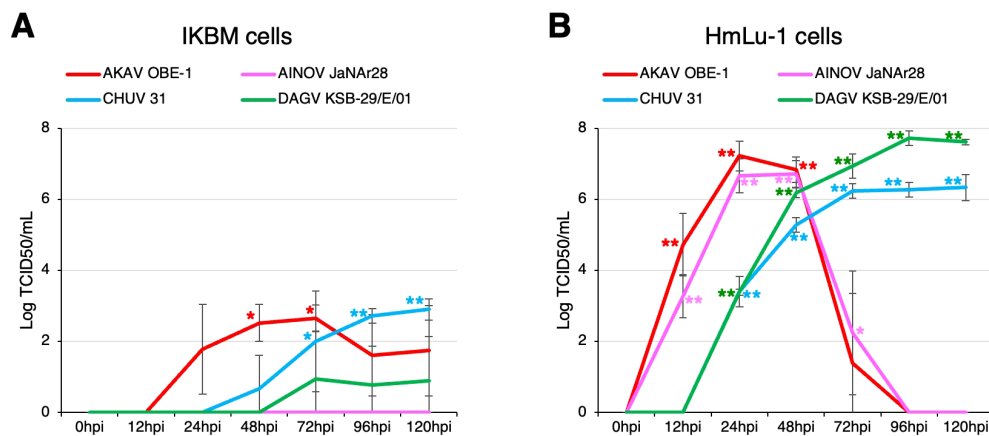 A
IKBM cells
AKAV OBE-1
AINOV JaNAr28
CHUV 31
DAGV KSB-29/E/01
Log TCID50/mL
8
6
4
2
0
* * ** * **
0hpi 12hpi 24hpi 48hpi 72hpi 96hpi 120hpi
B
HmLu-1 cells
AKAV OBE-1
AINOV JaNAr28
CHUV 31
DAGV KSB-29/E/01
Log TCID50/mL
8
6
4
2
0
** ** ** ** **
** ** ** ** **
** ** **
** ** **
*
0hpi 12hpi 24hpi 48hpi 72hpi 96hpi 120hpi